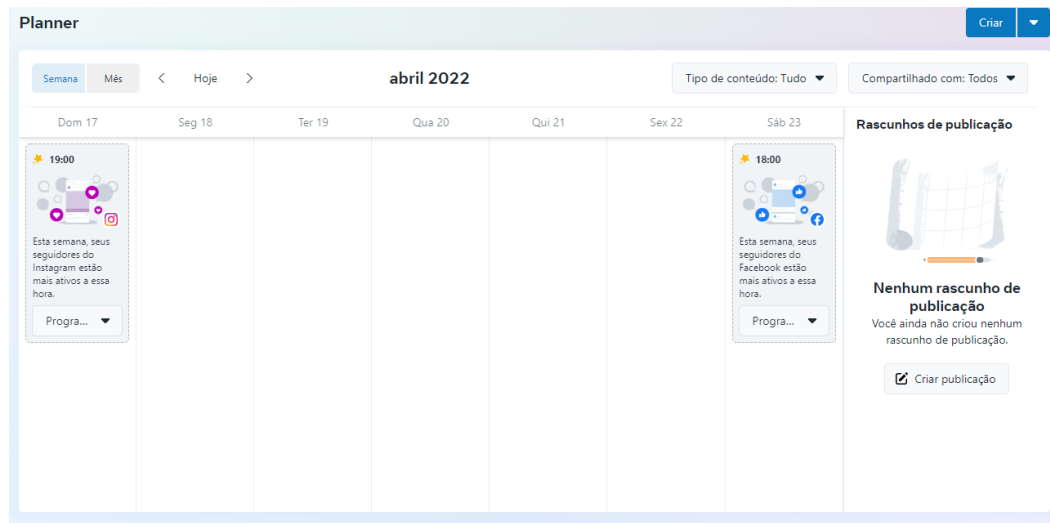 Planner
Criar
Semana Mês Hoje abril 2022 Tipo de conteúdo: Tudo Compartilhado com: Todos
Dom 17 Seg 18 Ter 19 Qua 20 Qui 21 Sex 22 Sáb 23
19:00
Esta semana, seus
seguidores do
Instagram estão
mais ativos a essa
hora.
Progra...
18:00
Esta semana, seus
seguidores do
Facebook estão
mais ativos a essa
hora.
Progra...
Rascunhos de publicação
Nenhum rascunho de
publicação
Você ainda não criou nenhum
rascunho de publicação.
Criar publicação